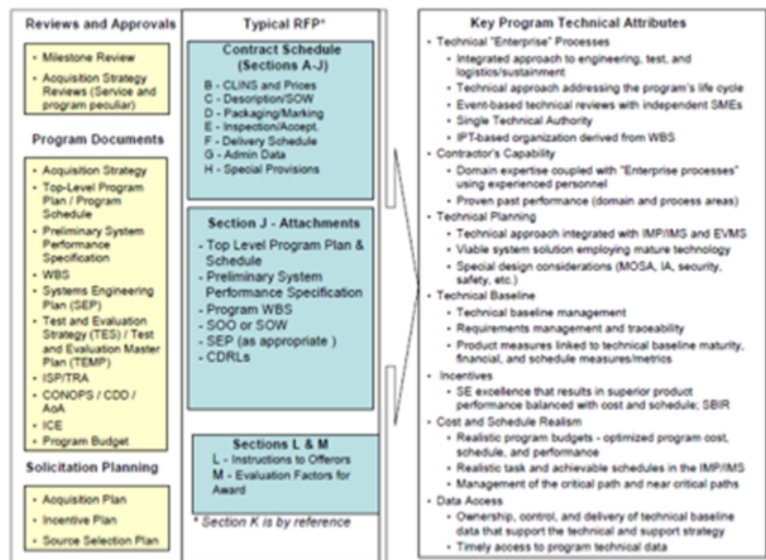 Reviews and Approvals
• Milestone Review
• Acquisition Strategy
Reviews (Service and
program peculiar)
Program Documents
• Acquisition Strategy
• Top-Level Program
Plan / Program
Schedule
• Preliminary System
Performance
Specification
• WBS
• Systems Engineering
Plan (SEP)
• Test and Evaluation
Strategy (TES) / Test
and Evaluation Master
Plan (TEMP)
• ISP/TRA
• CONOPS / CDD /
AoA
• ICE
• Program Budget
Solicitation Planning
• Acquisition Plan
• Incentive Plan
• Source Selection Plan
Typical RFP*
Contract Schedule
(Sections A-J)
B - CLINS and Prices
C - Description/SOW
D - Packaging/Marking
E - Inspection/Accept.
F - Delivery Schedule
G - Admin Data
H - Special Provisions
Section J - Attachments
- Top Level Program Plan &
Schedule
- Preliminary System
Performance Specification
- Program WBS
- SOO or SOW
- SEP (as appropriate )
- CDRLs
Sections L & M
L - Instructions to Offerors
M - Evaluation Factors for
Award
* Section K is by reference
Key Program Technical Attributes
• Technical "Enterprise" Processes
• Integrated approach to engineering, test, and
logistics/sustainment
• Technical approach addressing the program's life cycle
• Event-based technical reviews with independent SMEs
• Single Technical Authority
• IPT-based organization derived from WBS
• Contractor's Capability
• Domain expertise coupled with "Enterprise processes"
using experienced personnel
• Proven past performance (domain and process areas)
• Technical Planning
• Technical approach integrated with IMP/IMS and EVMS
• Viable system solution employing mature technology
• Special design considerations (MOSA, IA, security,
safety, etc.)
• Technical Baseline
• Technical baseline management
• Requirements management and traceability
• Product measures linked to technical baseline maturity,
financial, and schedule measures/metrics
• Incentives
• SE excellence that results in superior product
performance balanced with cost and schedule; SBIR
• Cost and Schedule Realism
• Realistic program budgets - optimized program cost,
schedule, and performance
• Realistic task and achievable schedules in the IMP/IMS
• Management of the critical path and near critical paths
• Data Access
• Ownership, control, and delivery of technical baseline
data that support the technical and support strategy
• Timely access to program technical data